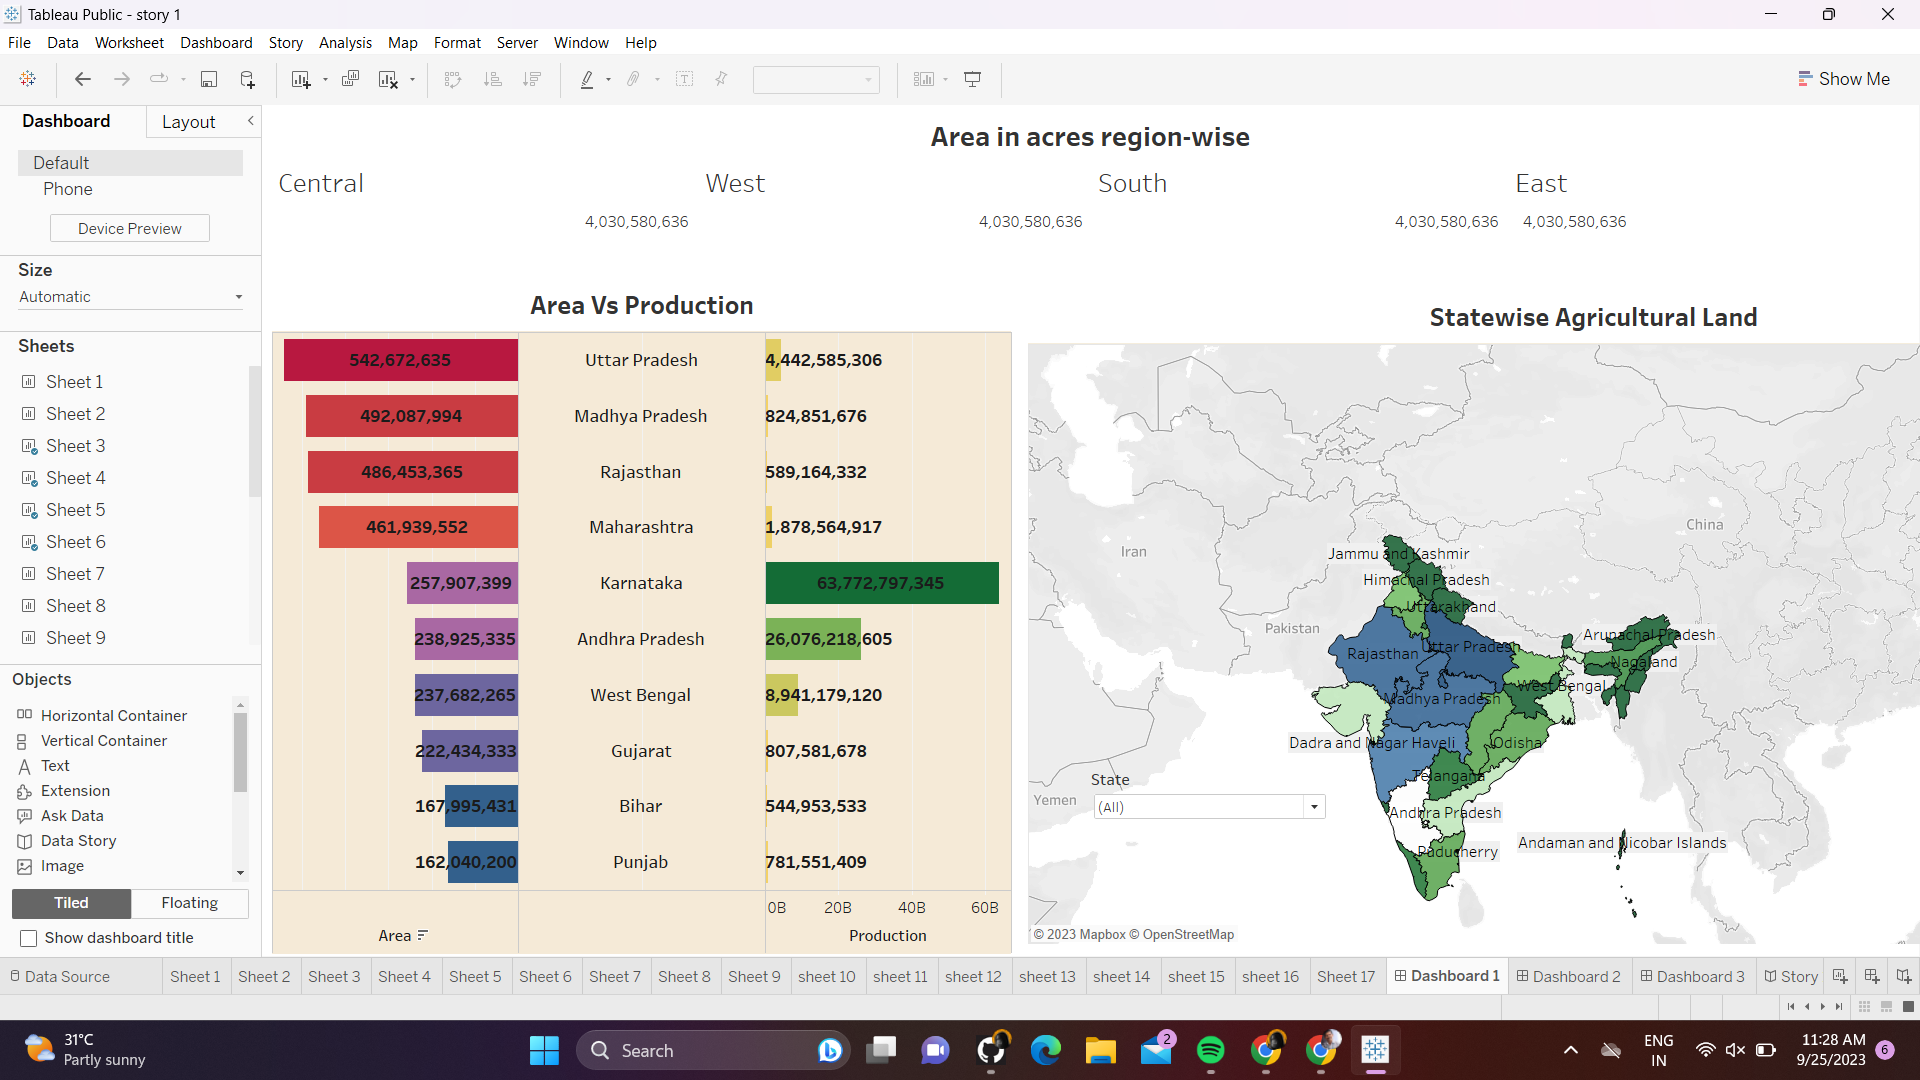 Tableau Public - story 1
File Data Worksheet Dashboard Story Analysis Map Format Server Window Help
Show Me
Dashboard Layout
Default
Phone
Device Preview
Size
Automatic
Sheets
Sheet 1
Sheet 2
Sheet 3
Sheet 4
Sheet 5
Sheet 6
Sheet 7
Sheet 8
Sheet 9
Objects
Horizontal Container
Vertical Container
Text
Extension
Ask Data
Data Story
Image
Tiled Floating
Show dashboard title
Area in acres region-wise
Central West South East
4,030,580,636 4,030,580,636 4,030,580,636 4,030,580,636
Area Vs Production
542,672,635 Uttar Pradesh 4,442,585,306
492,087,994 Madhya Pradesh 824,851,676
486,453,365 Rajasthan 589,164,332
461,939,552 Maharashtra 1,878,564,917
257,907,399 Karnataka 63,772,797,345
238,925,335 Andhra Pradesh 26,076,218,605
237,682,265 West Bengal 8,941,179,120
222,434,333 Gujarat 807,581,678
167,995,431 Bihar 544,953,533
162,040,200 Punjab 781,551,409
0B 20B 40B 60B
Area Production
Statewise Agricultural Land
China
Iran
Jammu and Kashmir
Himachal Pradesh
Uttarakhand
Pakistan
Arunachal Pradesh
Rajasthan
Uttar Pradesh
Nagaland
West Bengal
Madhya Pradesh
Dadra and Nagar Haveli
Odisha
Telangana
State
(All)
Yemen
Andhra Pradesh
Puducherry
Andaman and Nicobar Islands
© 2023 Mapbox © OpenStreetMap
Data Source Sheet 1 Sheet 2 Sheet 3 Sheet 4 Sheet 5 Sheet 6 Sheet 7 Sheet 8 Sheet 9 sheet 10 sheet 11 sheet 12 sheet 13 sheet 14 sheet 15 sheet 16 Sheet 17 Dashboard 1 Dashboard 2 Dashboard 3 Story
31°C
Partly sunny
Search
2
ENG
IN
11:28 AM
9/25/2023
6